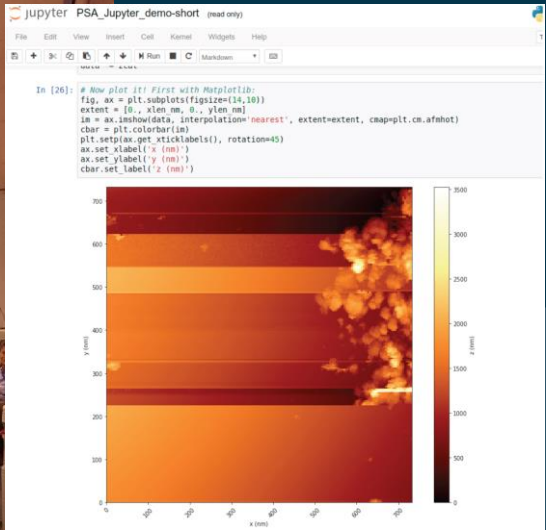 jupyter PSA_Jupyter_demo-short (read only)
File Edit View Insert Cell Kernel Widgets Help
Run Markdown
In [26]: # Now plot it! First with Matplotlib:
fig, ax = plt.subplots(figsize=(14,10))
extent = [0., xlen_nm, 0., ylen_nm]
im = ax.imshow(data, interpolation='nearest', extent=extent, cmap=plt.cm.afmhot)
cbar = plt.colorbar(im)
plt.setp(ax.get_xticklabels(), rotation=45)
ax.set_xlabel('x (nm)')
ax.set_ylabel('y (nm)')
cbar.set_label('z (nm)')
700
600
500
400
300
200
100
0
y (nm)
0 100 200 300 400 500 600 700
x (nm)
3500
3000
2500
2000
1500
1000
500
0
z (nm)